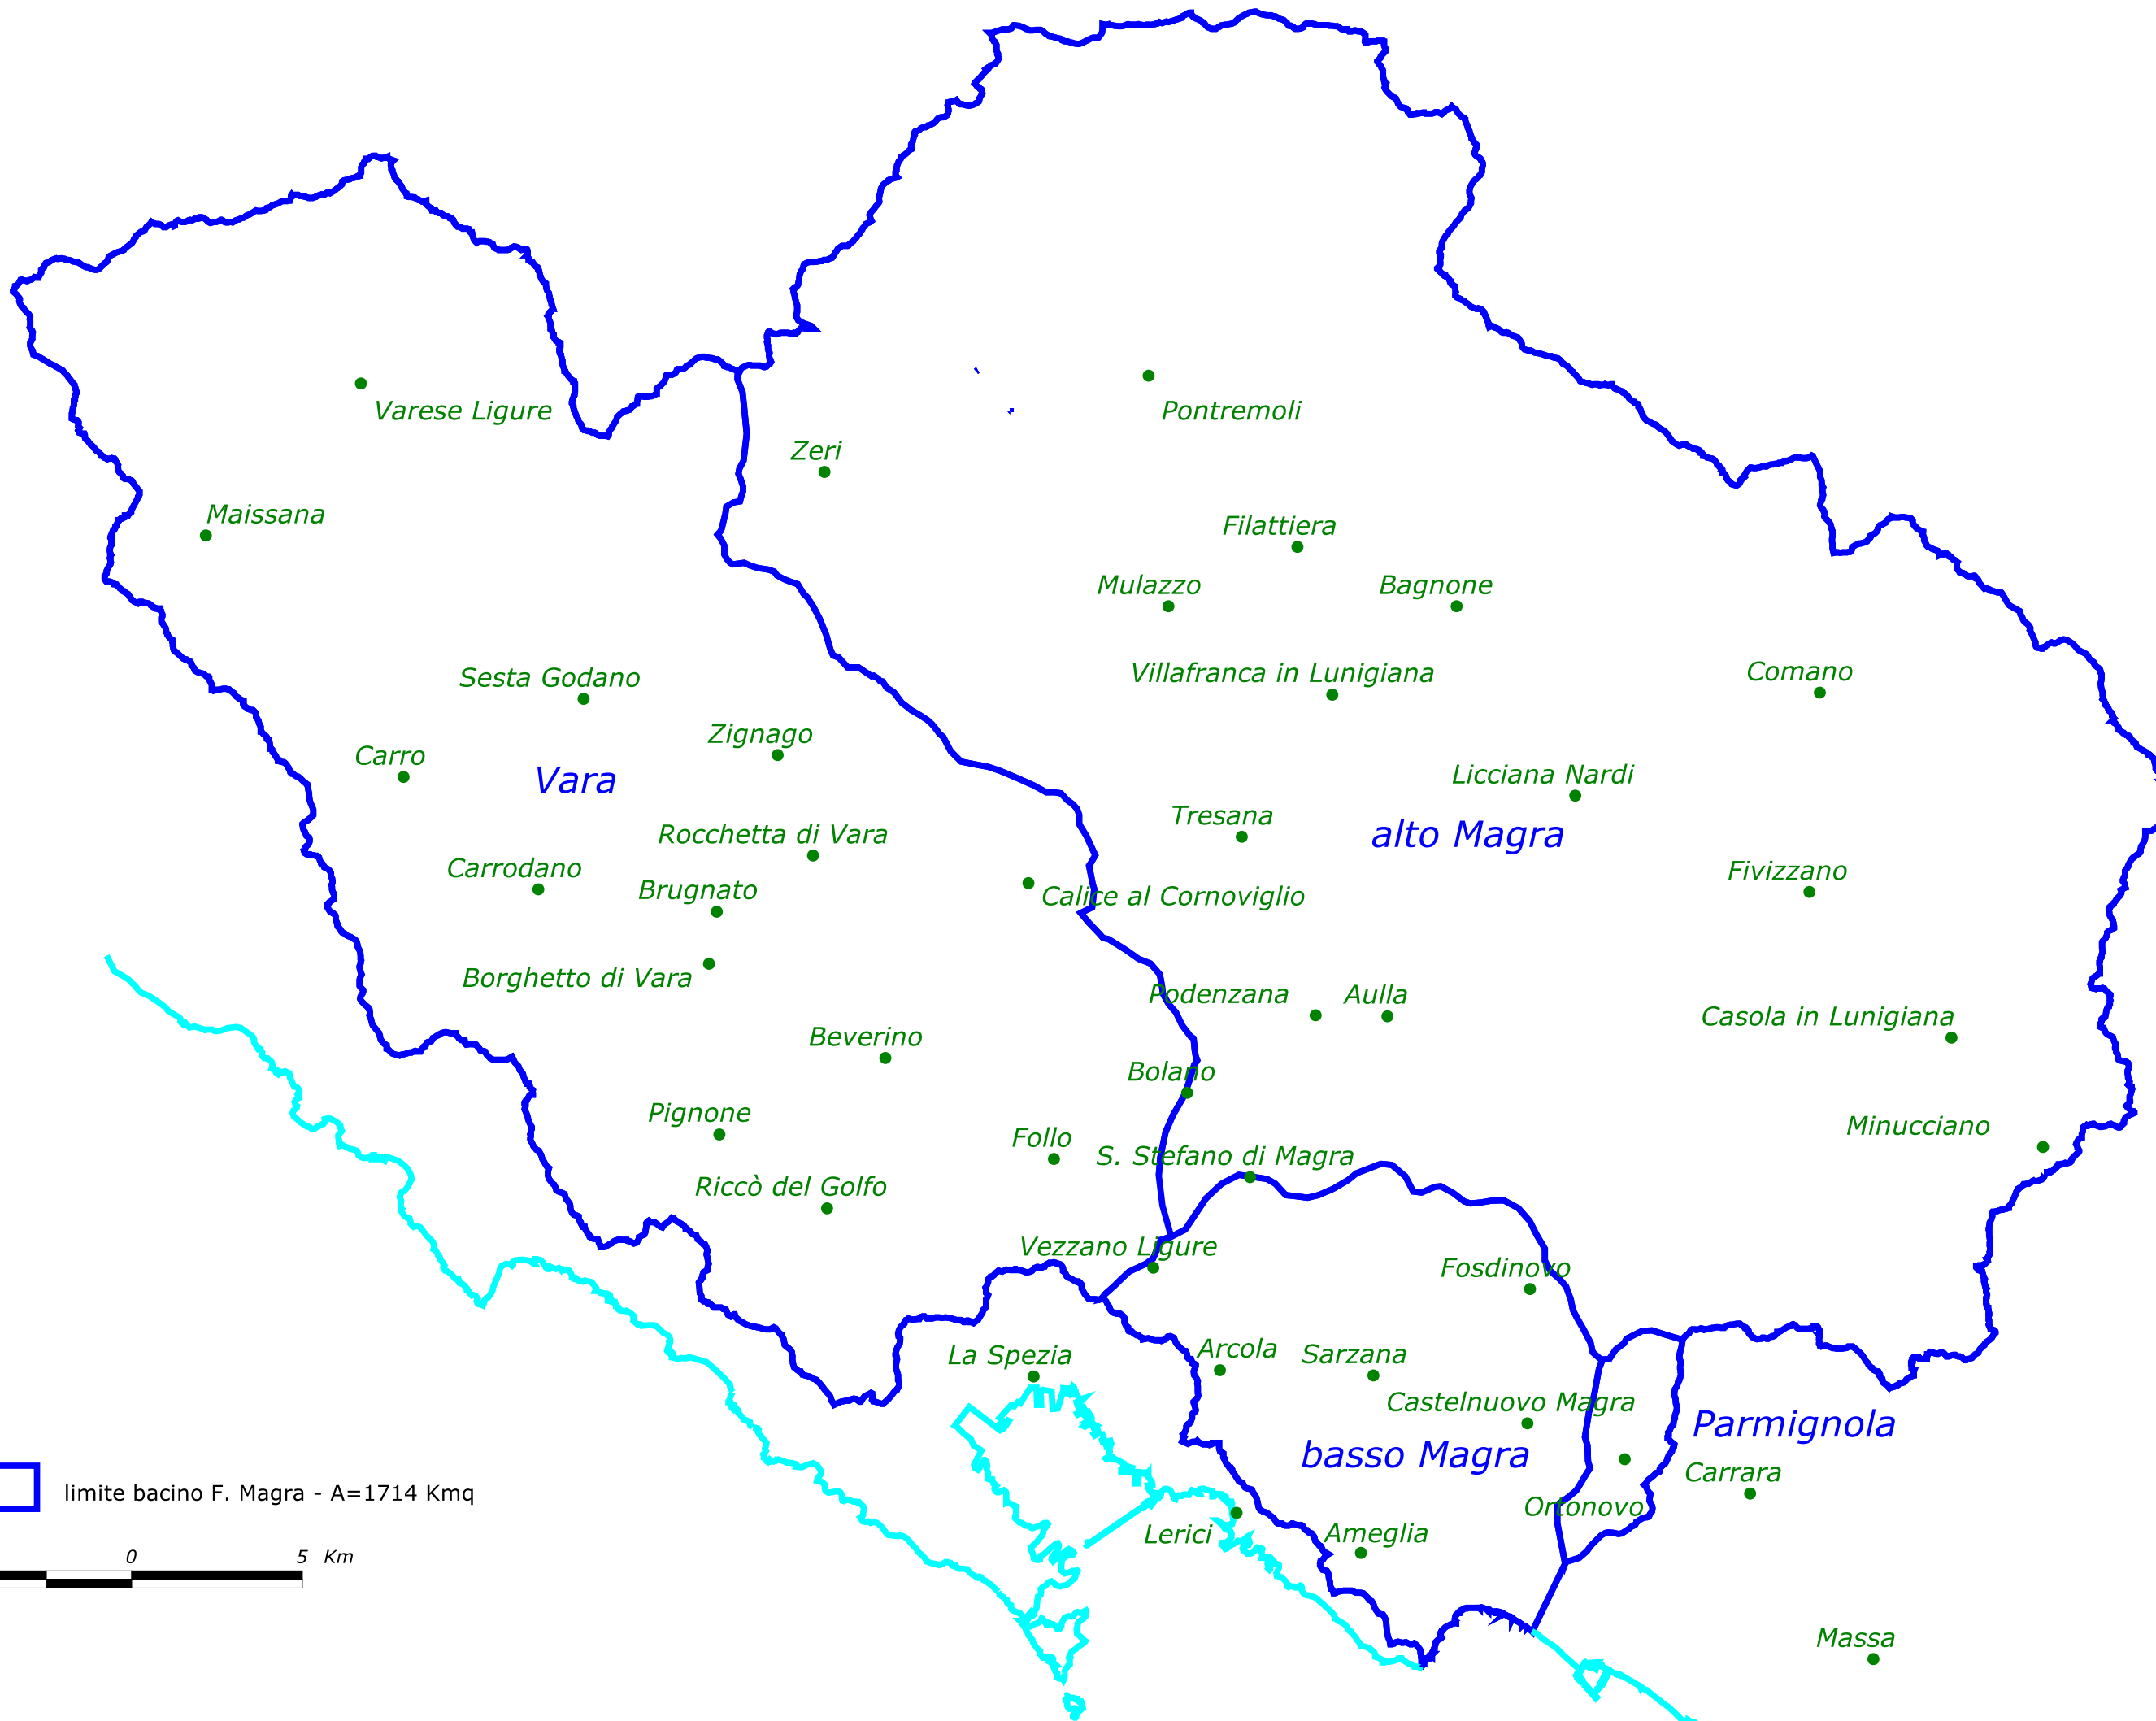 Varese Ligure
Pontremoli
Zeri
Maissana
Filattiera
Mulazzo
Bagnone
Sesta Godano
Villafranca in Lunigiana
Comano
Zignago
Carro
Vara
Licciana Nardi
Tresana
Rocchetta di Vara
alto Magra
Carrodano
Fivizzano
Brugnato
Calice al Cornoviglio
Borghetto di Vara
Podenzana
Aulla
Casola in Lunigiana
Beverino
Bolano
Pignone
Minucciano
Follo
S. Stefano di Magra
Riccò del Golfo
Vezzano Ligure
Fosdinovo
Arcola
La Spezia
Sarzana
Castelnuovo Magra
Parmignola
basso Magra
Carrara
limite bacino F. Magra - A=1714 Kmq
Ortonovo
Lerici
Ameglia
0 5 Km
Massa